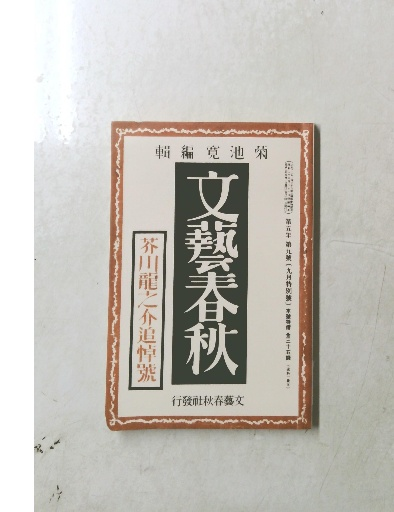 菊池寛編輯
第五年 第九號（九月特別號）
文藝春秋
芥川龍之介追悼號
文藝春秋社發行